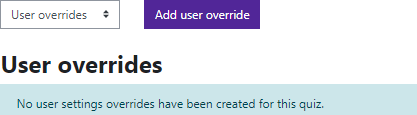 User overrides Add user override
User overrides
No user settings overrides have been created for this quiz.